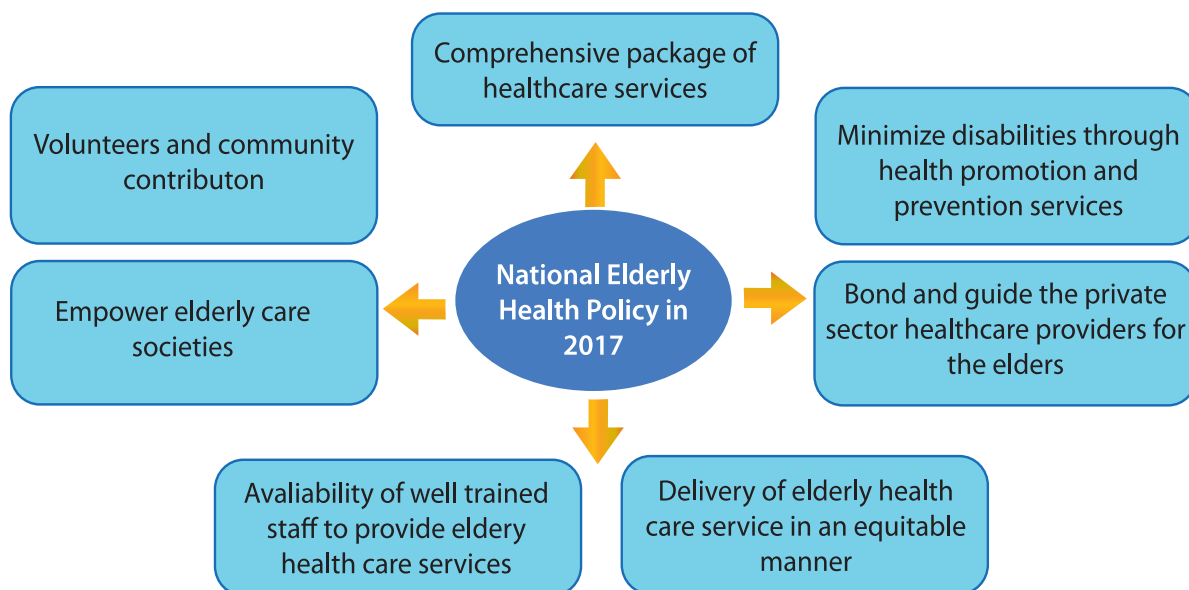 Comprehensive package of
healthcare services
Volunteers and community
contributon
Minimize disabilities through
health promotion and
prevention services
National Elderly
Health Policy in
2017
Empower elderly care
societies
Bond and guide the private
sector healthcare providers for
the elders
Avaliability of well trained
staff to provide eldery
health care services
Delivery of elderly health
care service in an equitable
manner